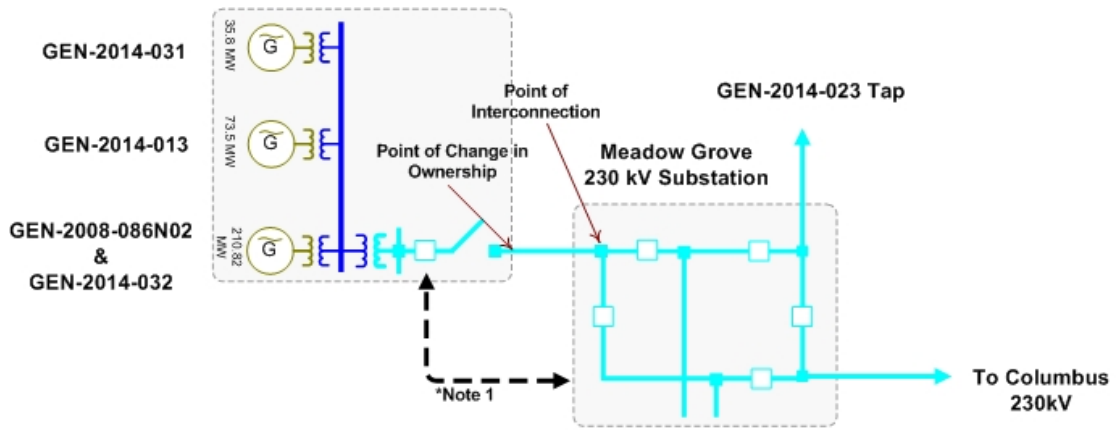 GEN-2014-031
35.8 MW
G
GEN-2014-013
73.5 MW
G
GEN-2008-086N02
&
GEN-2014-032
210.82
MW
G
Point of Change in
Ownership
Point of
Interconnection
Meadow Grove
230 kV Substation
GEN-2014-023 Tap
*Note 1
To Columbus
230kV